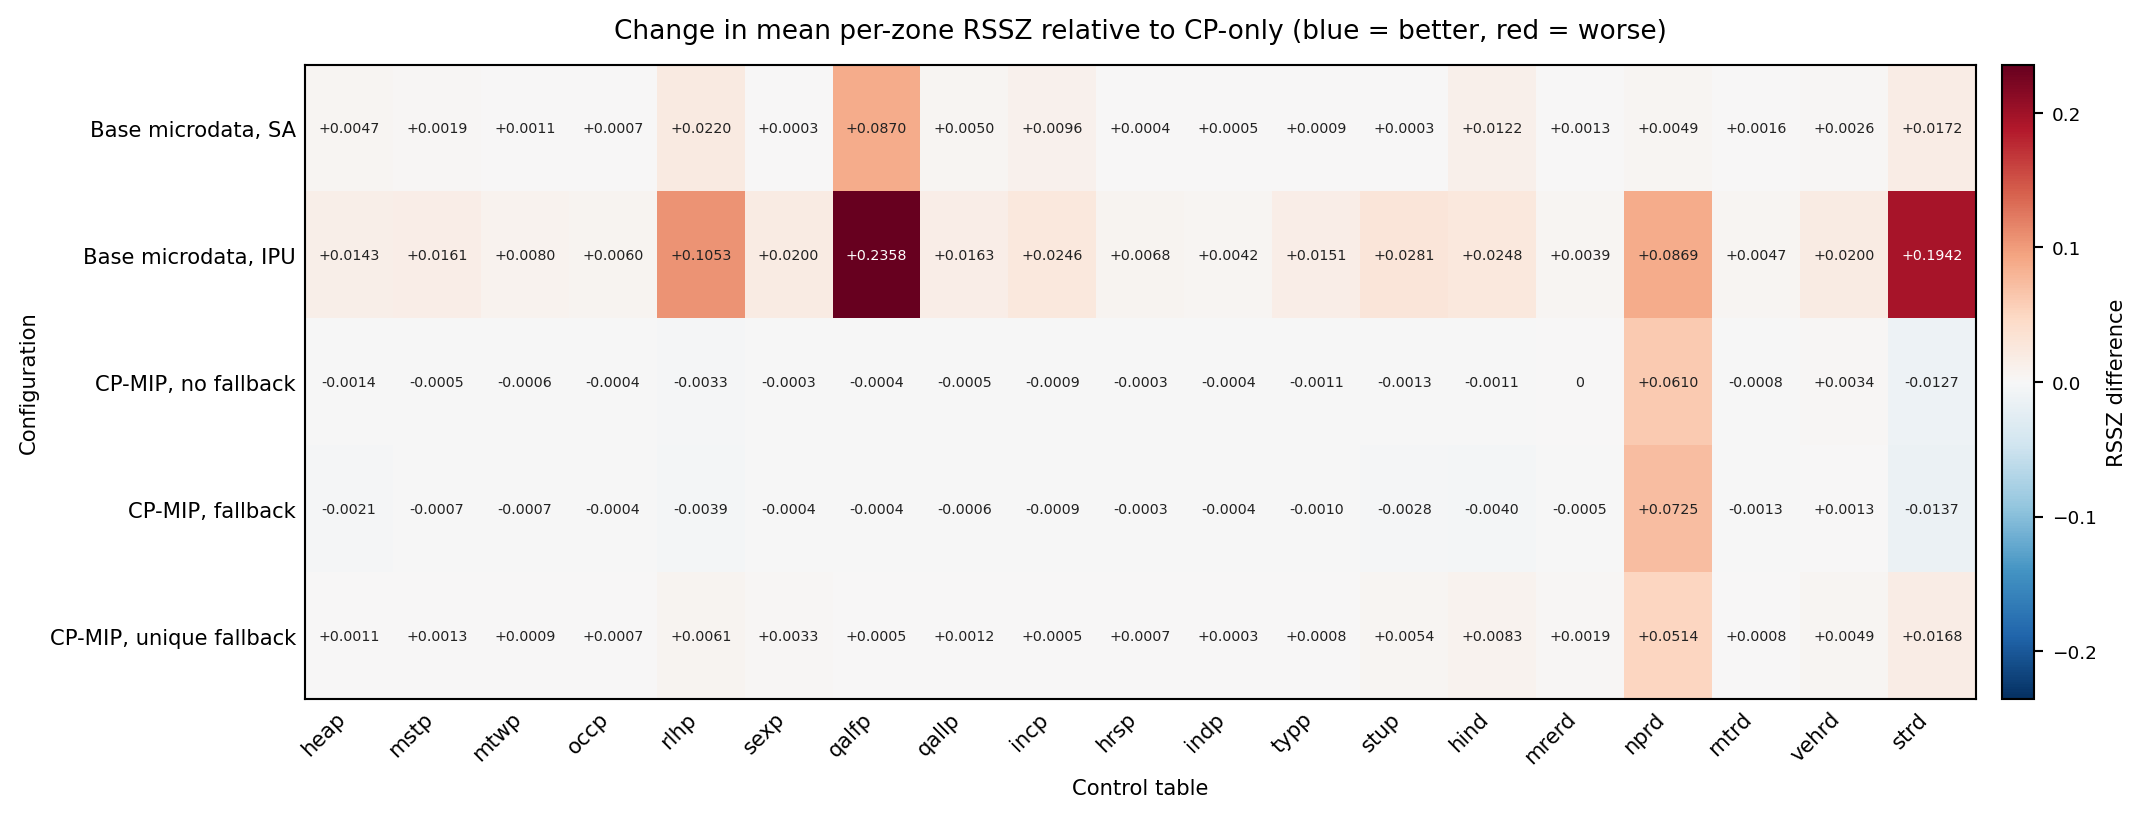 Change in mean per-zone RSSZ relative to CP-only (blue = better, red = worse)
Configuration
Base microdata, SA +0.0047 +0.0019 +0.0011 +0.0007 +0.0220 +0.0003 +0.0870 +0.0050 +0.0096 +0.0004 +0.0005 +0.0009 +0.0003 +0.0122 +0.0013 +0.0049 +0.0016 +0.0026 +0.0172
Base microdata, IPU +0.0143 +0.0161 +0.0080 +0.0060 +0.1053 +0.0200 +0.2358 +0.0163 +0.0246 +0.0068 +0.0042 +0.0151 +0.0281 +0.0248 +0.0039 +0.0869 +0.0047 +0.0200 +0.1942
CP-MIP, no fallback -0.0014 -0.0005 -0.0006 -0.0004 -0.0033 -0.0003 -0.0004 -0.0005 -0.0009 -0.0003 -0.0004 -0.0011 -0.0013 -0.0011 0 +0.0610 -0.0008 +0.0034 -0.0127
CP-MIP, fallback -0.0021 -0.0007 -0.0007 -0.0004 -0.0039 -0.0004 -0.0004 -0.0006 -0.0009 -0.0003 -0.0004 -0.0010 -0.0028 -0.0040 -0.0005 +0.0725 -0.0013 +0.0013 -0.0137
CP-MIP, unique fallback +0.0011 +0.0013 +0.0009 +0.0007 +0.0061 +0.0033 +0.0005 +0.0012 +0.0005 +0.0007 +0.0003 +0.0008 +0.0054 +0.0083 +0.0019 +0.0514 +0.0008 +0.0049 +0.0168
heap mstp mtwp occp rlhp sexp qalfp qallp incp hrsp indp typp stup hind mrerd nprd mtrd vehrd strd
Control table
0.2
0.1
0.0
−0.1
−0.2
RSSZ difference